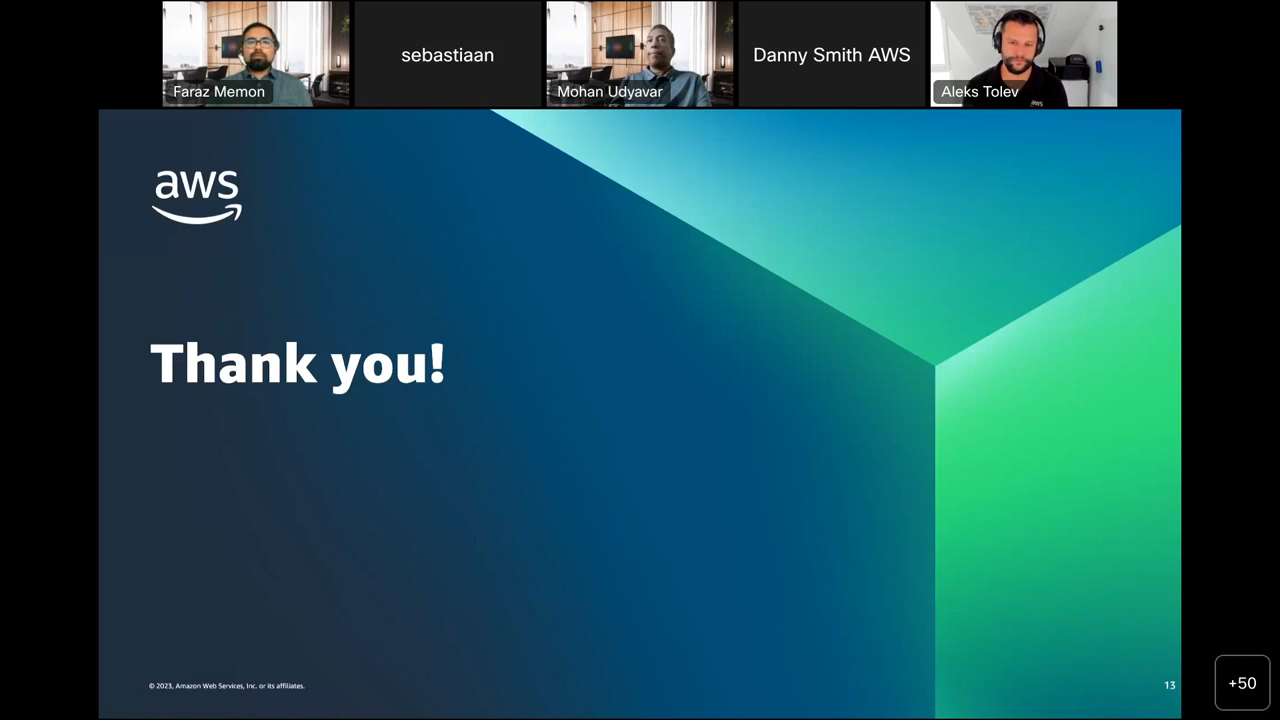 Faraz Memon
sebastiaan
Mohan Udyavar
Danny Smith AWS
Aleks Tolev
aws
aws
Thank you!
© 2023, Amazon Web Services, Inc. or its affiliates.
13
+50